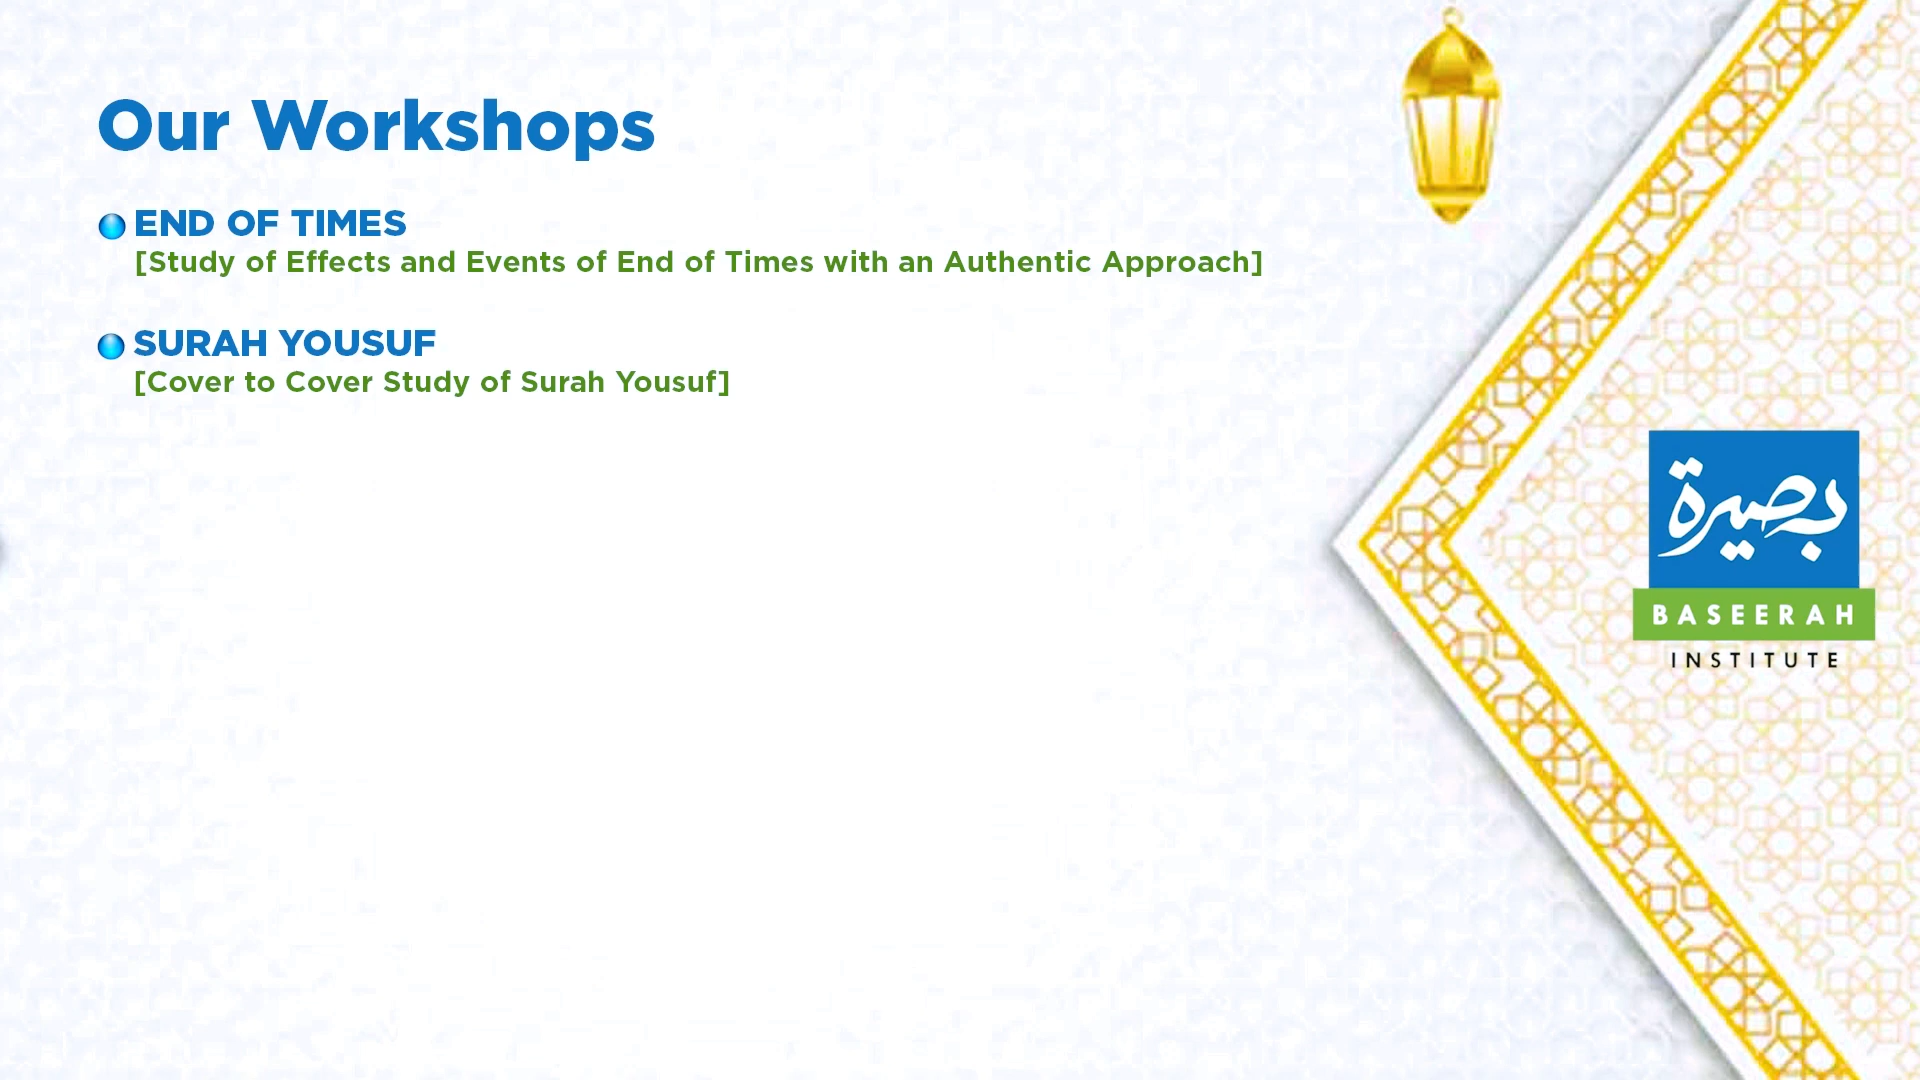 Our Workshops
END OF TIMES
[Study of Effects and Events of End of Times with an Authentic Approach]
SURAH YOUSUF
[Cover to Cover Study of Surah Yousuf]
بصيرة
BASEERAH
INSTITUTE